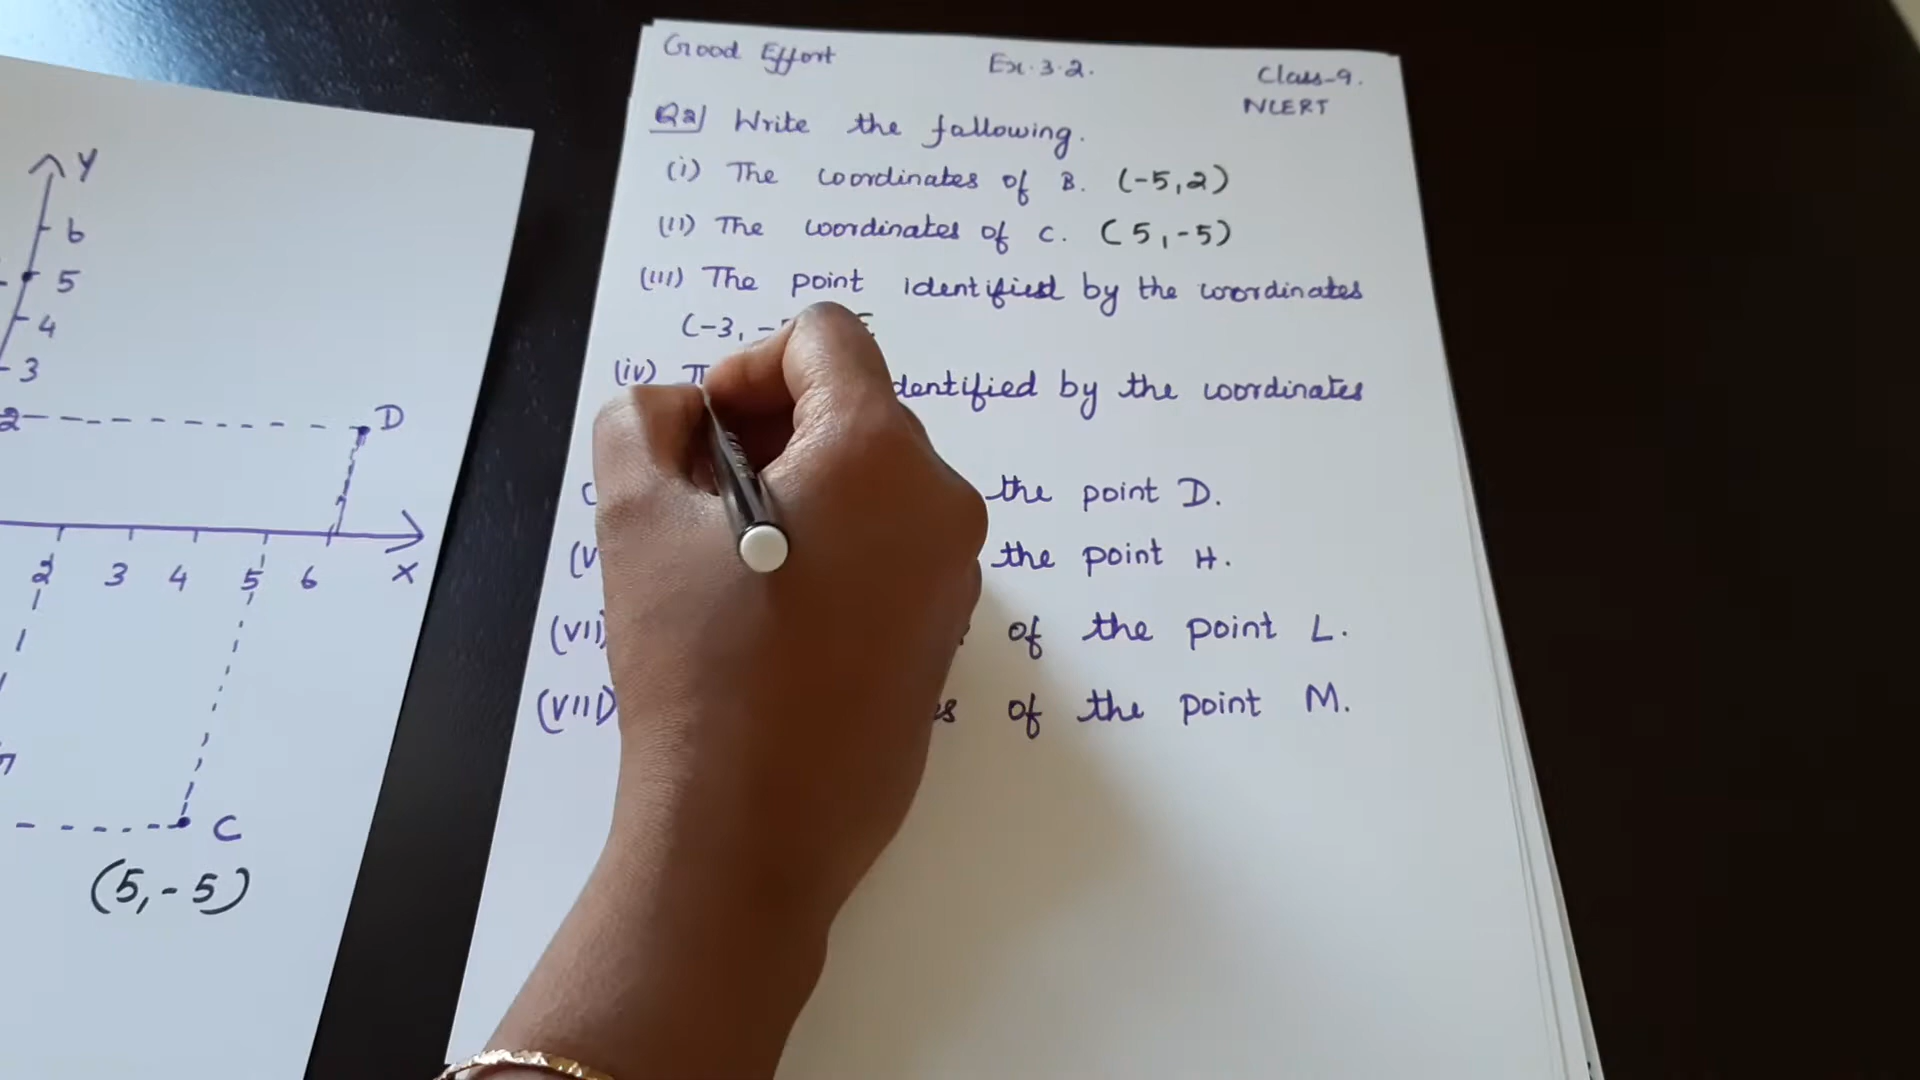 Good Effort Ex.3.2. Class-9.
NCERT
Q2/ Write the following.
(i) The coordinates of B. (-5,2)
(ii) The coordinates of C. (5,-5)
(iii) The point identified by the coordinates
(-3, -
(iv) identified by the coordinates
the point D.
the point H.
(vii) of the point L.
(viii) of the point M.
Y
6
5
4
3
2
D
2 3 4 5 6 X
C
(5,-5)